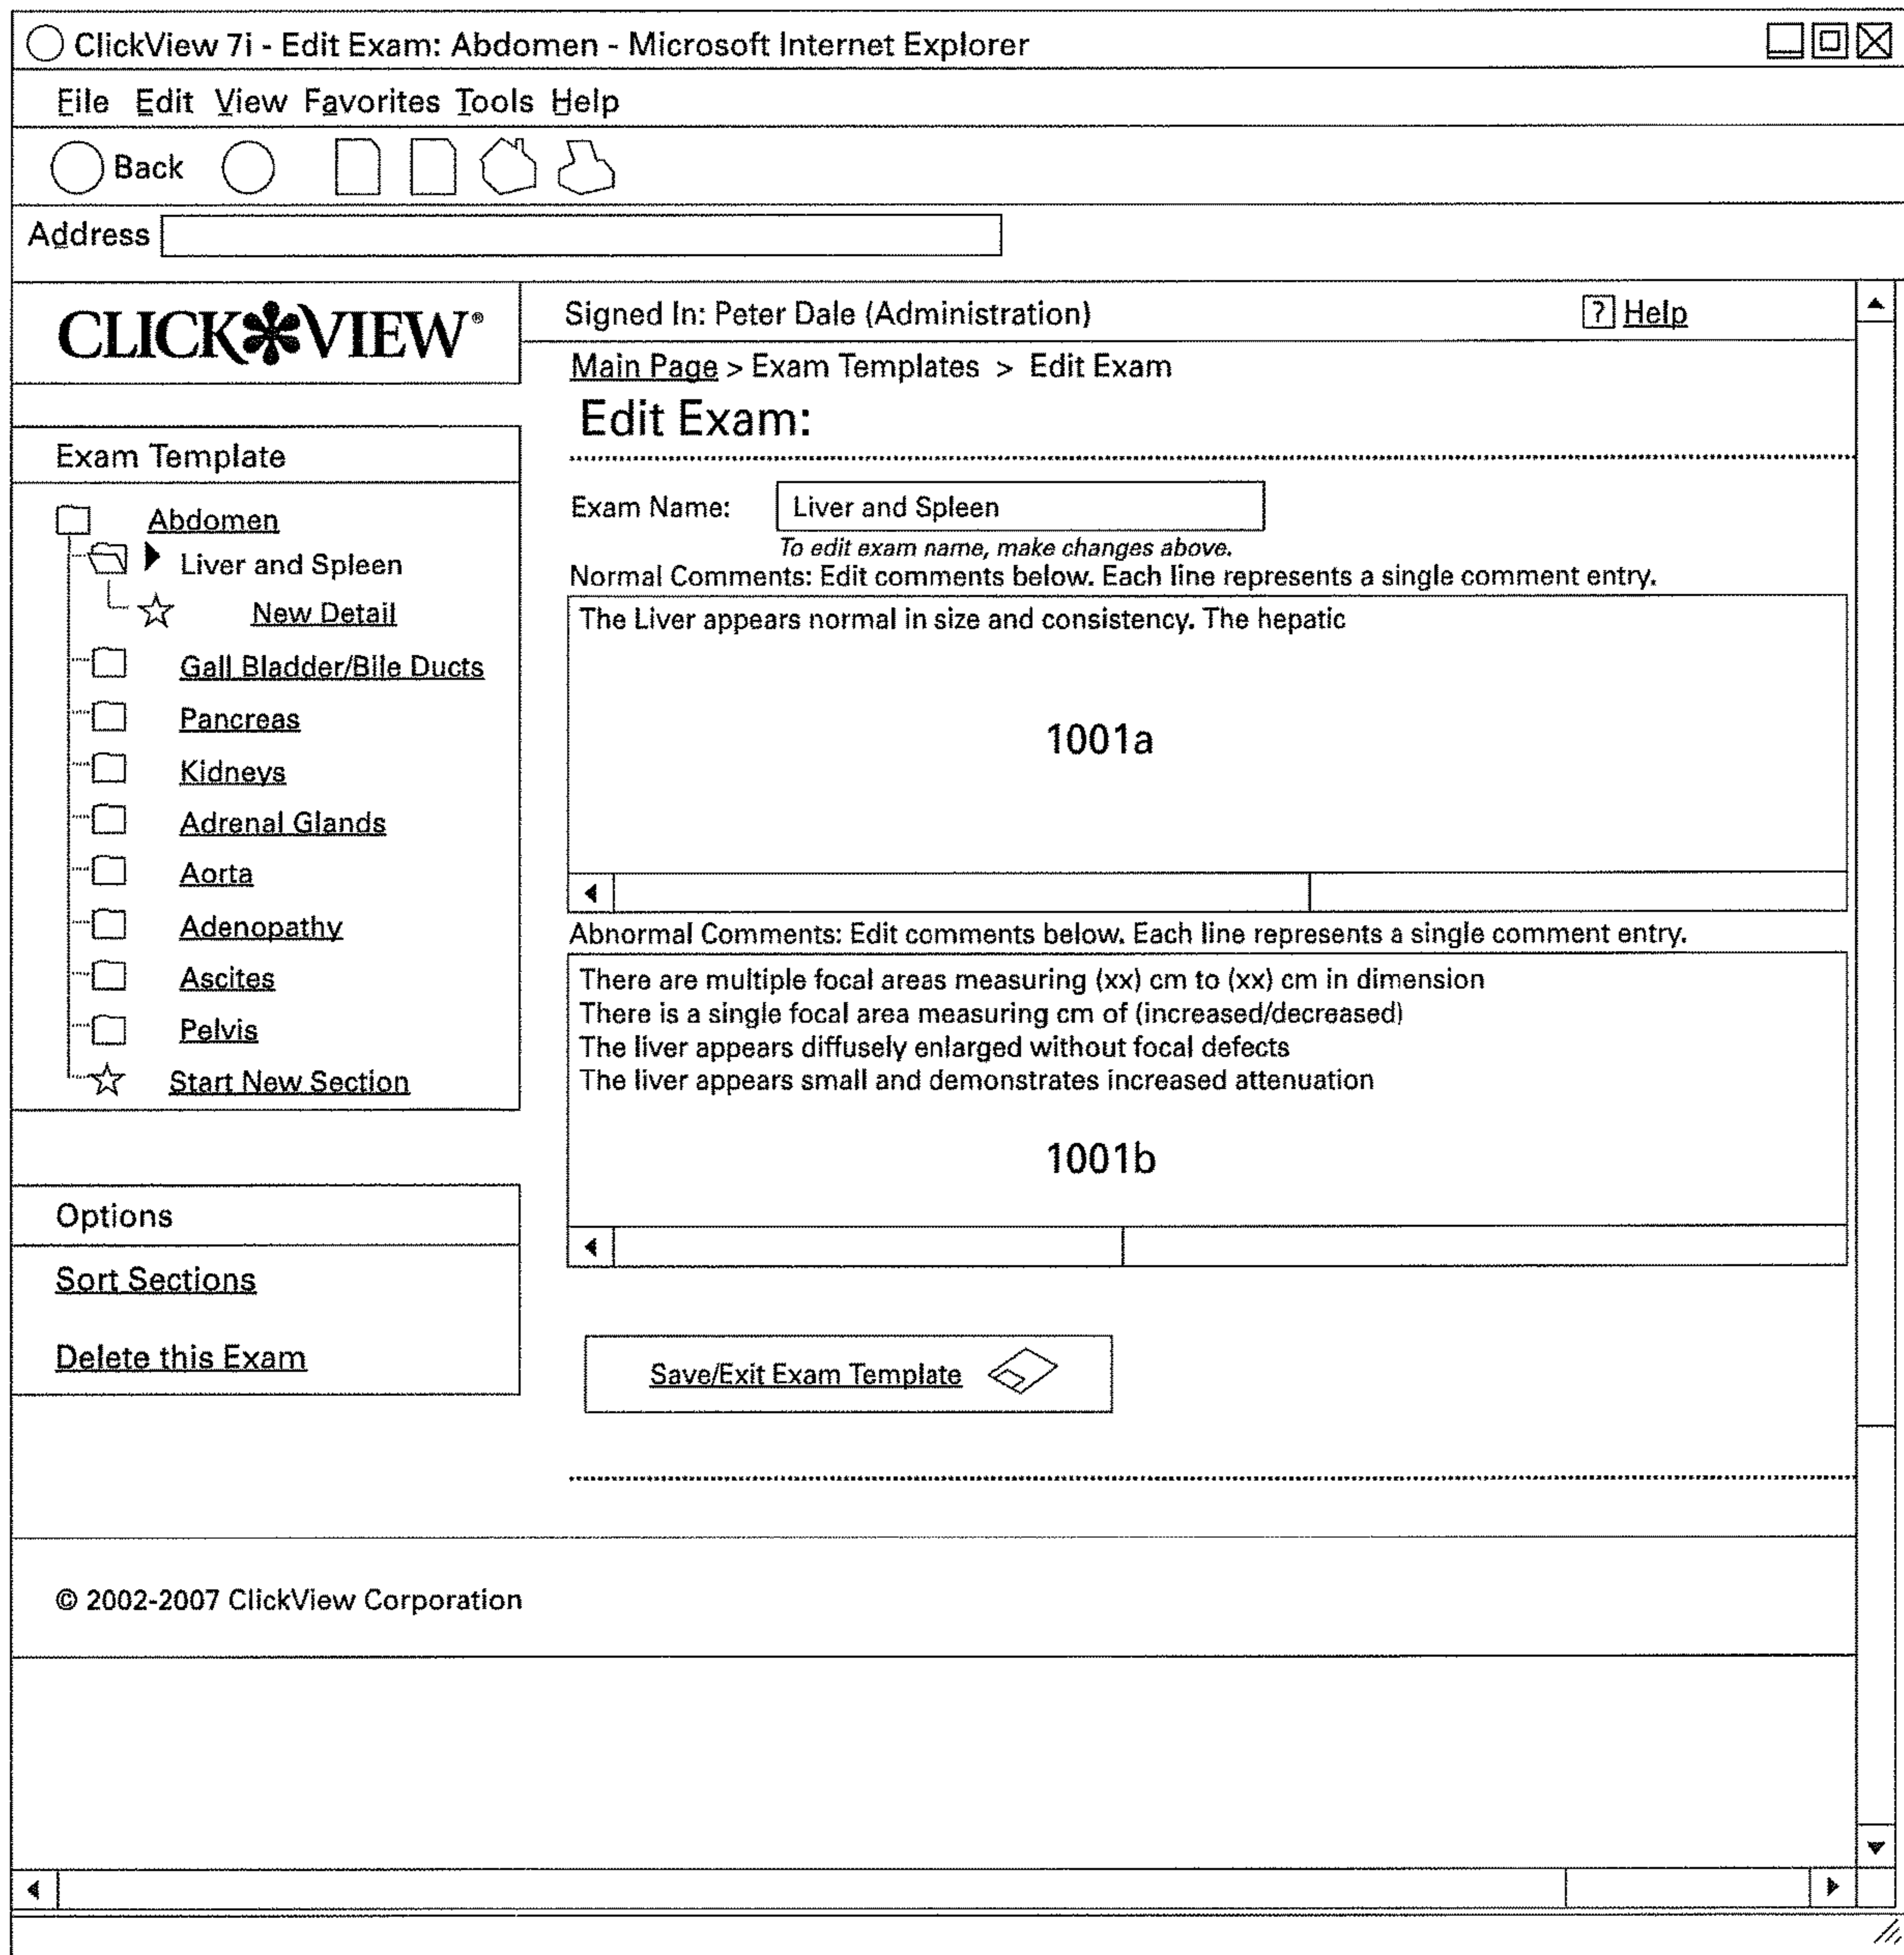 ClickView 7i - Edit Exam: Abdomen - Microsoft Internet Explorer
File Edit View Favorites Tools Help
Back
Address
CLICK VIEW®
Signed In: Peter Dale (Administration)
? Help
Main Page > Exam Templates > Edit Exam
Edit Exam:
Exam Template
Abdomen
Liver and Spleen
New Detail
Gall Bladder/Bile Ducts
Pancreas
Kidneys
Adrenal Glands
Aorta
Adenopathy
Ascites
Pelvis
Start New Section
Options
Sort Sections
Delete this Exam
Exam Name: Liver and Spleen
To edit exam name, make changes above.
Normal Comments: Edit comments below. Each line represents a single comment entry.
The Liver appears normal in size and consistency. The hepatic
1001a
Abnormal Comments: Edit comments below. Each line represents a single comment entry.
There are multiple focal areas measuring (xx) cm to (xx) cm in dimension
There is a single focal area measuring cm of (increased/decreased)
The liver appears diffusely enlarged without focal defects
The liver appears small and demonstrates increased attenuation
1001b
Save/Exit Exam Template
© 2002-2007 ClickView Corporation